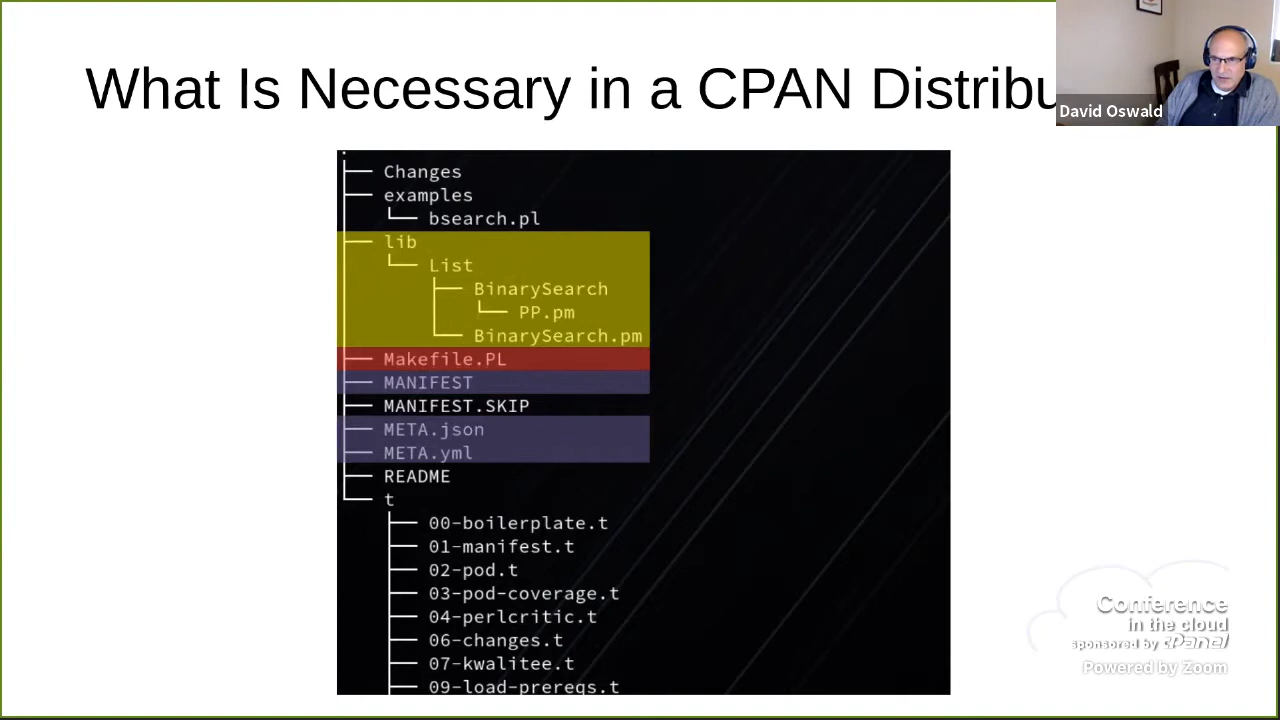 What Is Necessary in a CPAN Distribu
David Oswald
.
├── Changes
├── examples
└── bsearch.pl
├── lib
└── List
├── BinarySearch
└── PP.pm
└── BinarySearch.pm
├── Makefile.PL
├── MANIFEST
├── MANIFEST.SKIP
├── META.json
├── META.yml
├── README
└── t
├── 00-boilerplate.t
├── 01-manifest.t
├── 02-pod.t
├── 03-pod-coverage.t
├── 04-perlcritic.t
├── 06-changes.t
├── 07-kwalitee.t
├── 09-load-prereqs.t
Conference
in the cloud
sponsored by cPanel
Powered by Zoom